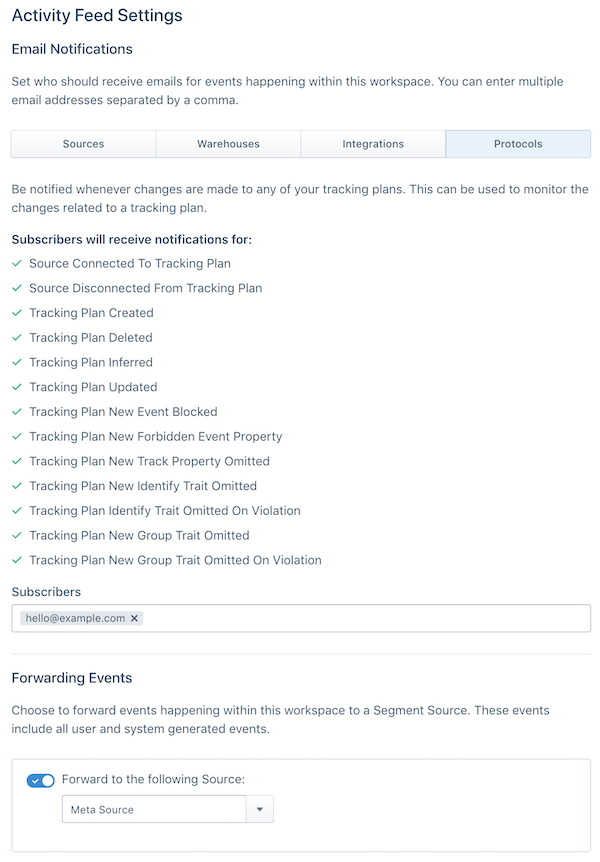 Activity Feed Settings
Email Notifications
Set who should receive emails for events happening within this workspace. You can enter multiple
email addresses separated by a comma.
Sources
Warehouses
Integrations
Protocols
Be notified whenever changes are made to any of your tracking plans. This can be used to monitor the
changes related to a tracking plan.
Subscribers will receive notifications for:
Source Connected To Tracking Plan
Source Disconnected From Tracking Plan
Tracking Plan Created
Tracking Plan Deleted
Tracking Plan Inferred
Tracking Plan Updated
Tracking Plan New Event Blocked
Tracking Plan New Forbidden Event Property
Tracking Plan New Track Property Omitted
Tracking Plan New Identify Trait Omitted
Tracking Plan Identify Trait Omitted On Violation
Tracking Plan New Group Trait Omitted
Tracking Plan New Group Trait Omitted On Violation
Subscribers
hello@example.com
Forwarding Events
Choose to forward events happening within this workspace to a Segment Source. These events
include all user and system generated events.
Forward to the following Source:
Meta Source